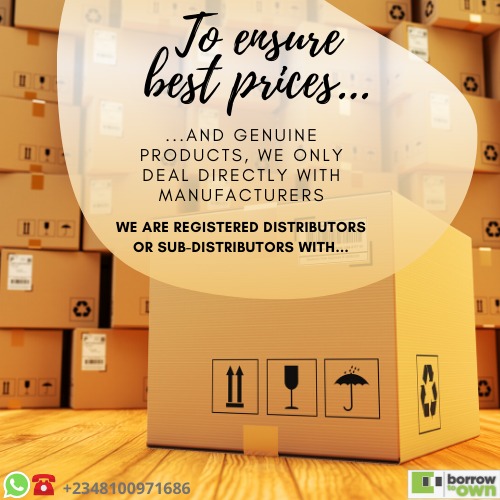 To ensure
best prices...
...AND GENUINE
PRODUCTS, WE ONLY
DEAL DIRECTLY WITH
MANUFACTURERS
WE ARE REGISTERED DISTRIBUTORS
OR SUB-DISTRIBUTORS WITH...
+2348100971686
borrow
to own